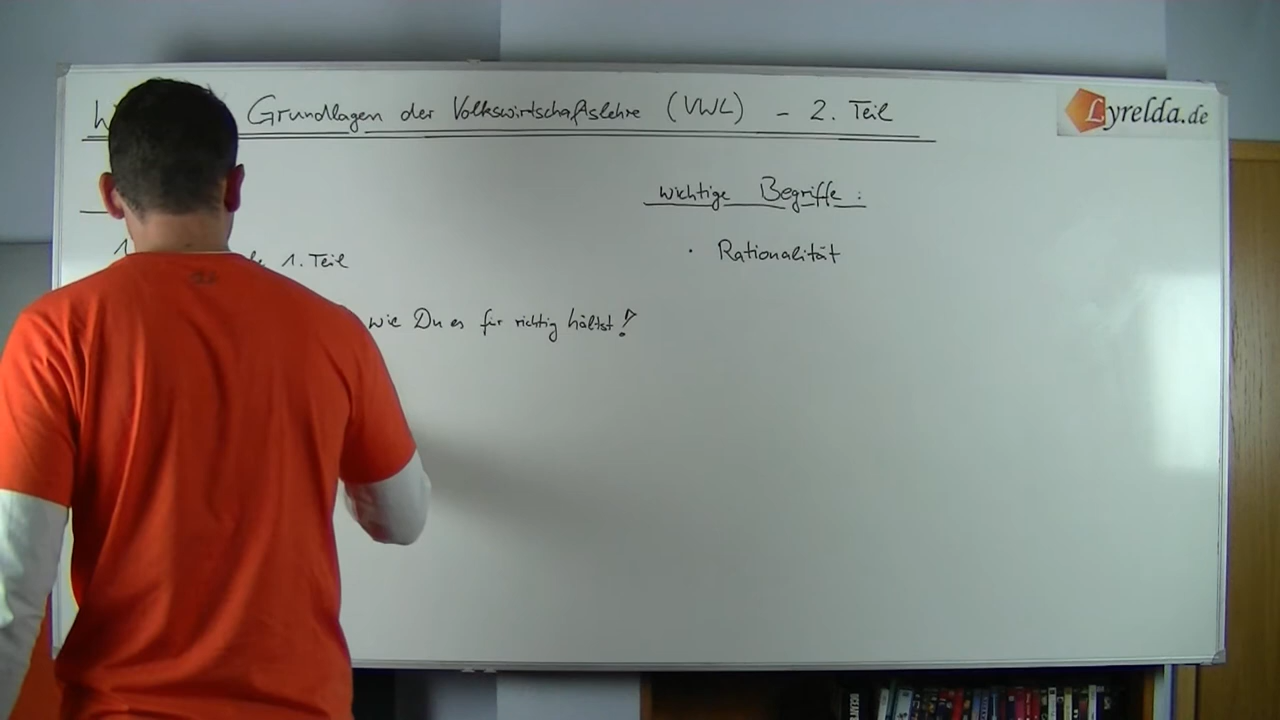 Grundlagen der Volkswirtschaftslehre (VWL) - 2. Teil
Lyrelda.de
wichtige Begriffe :
1. Teil
• Rationalität
wie Du es für richtig hältst !